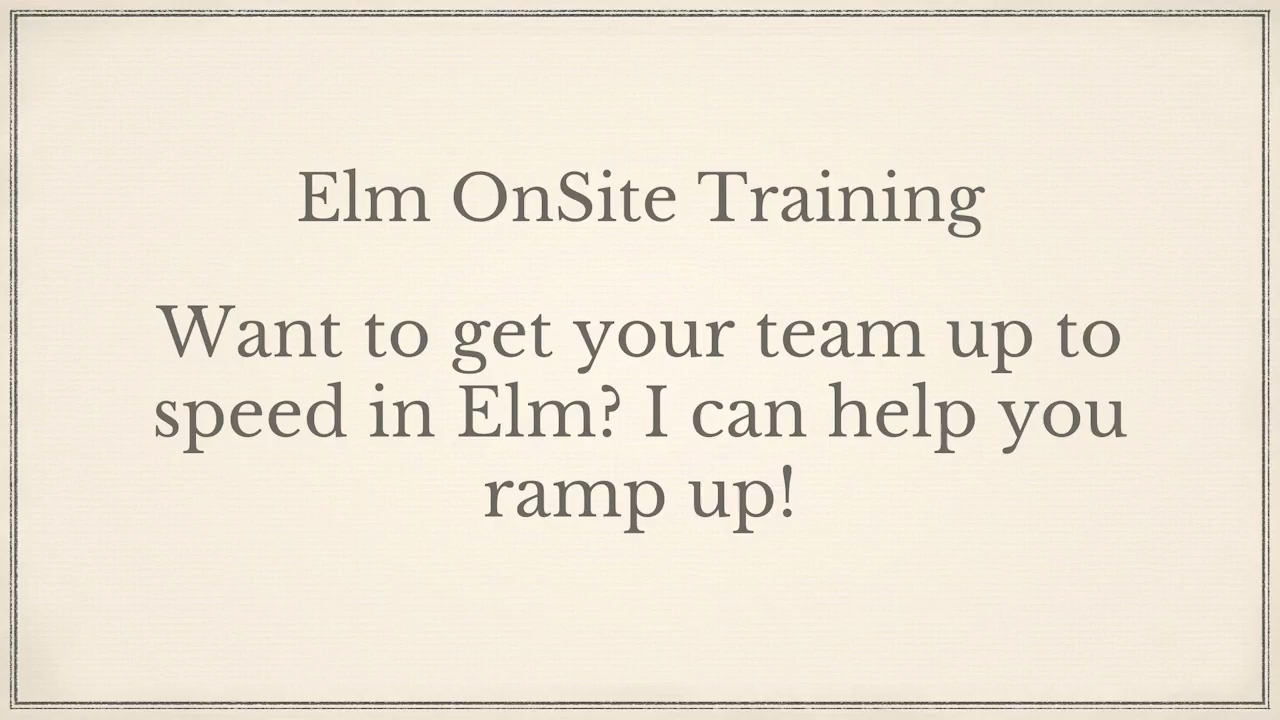 Elm OnSite Training
Want to get your team up to
speed in Elm? I can help you
ramp up!